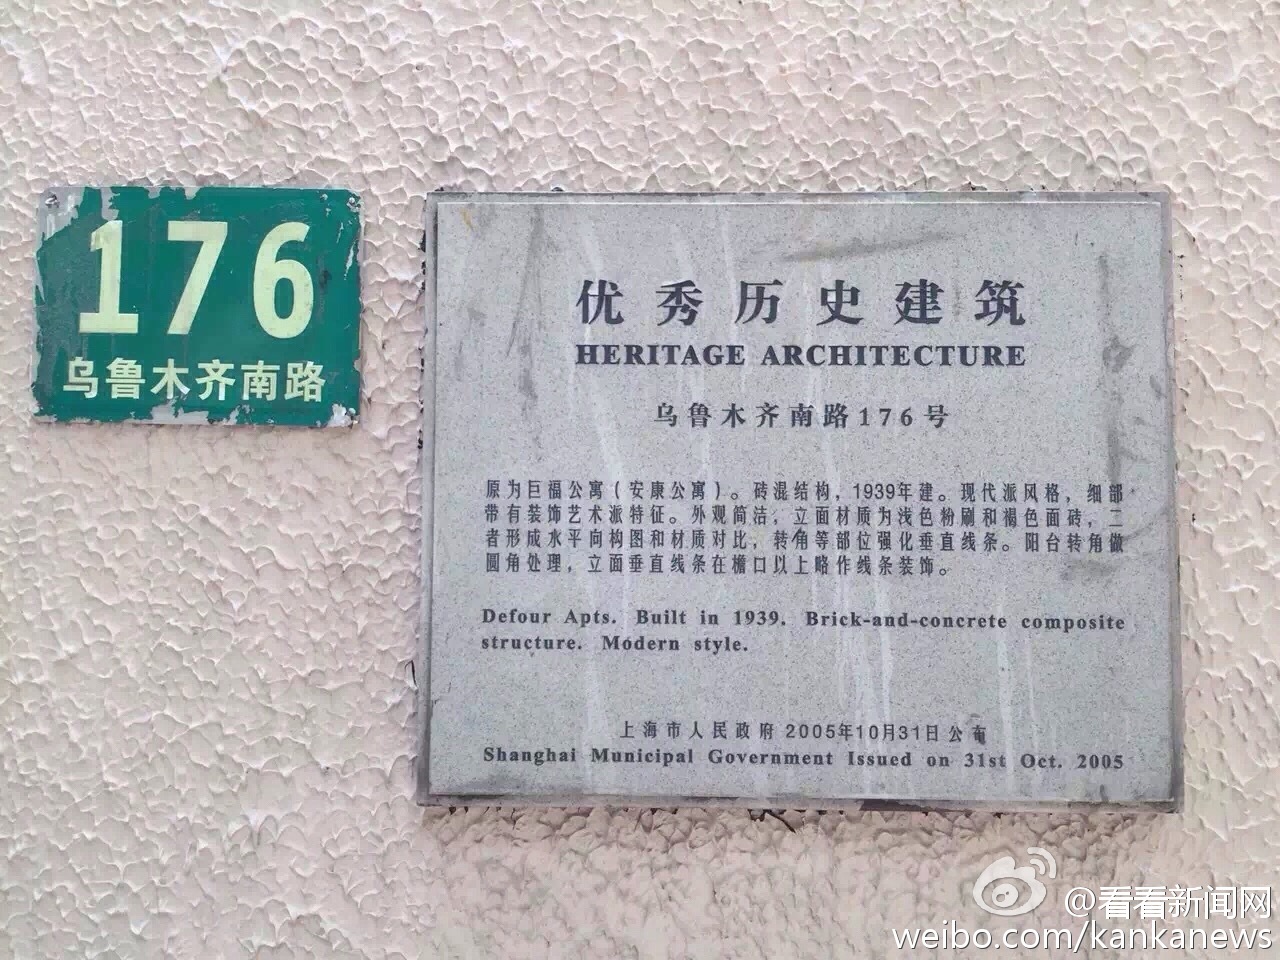 176
乌鲁木齐南路
优秀历史建筑
HERITAGE ARCHITECTURE
乌鲁木齐南路176号
原为巨福公寓（安康公寓）。砖混结构，1939年建。现代派风格，细部
带有装饰艺术派特征。外观简洁，立面材质为浅色粉刷和褐色面砖，二
者形成水平向构图和材质对比，转角等部位强化垂直线条。阳台转角做
圆角处理，立面垂直线条在檐口以上略作线条装饰。
Defour Apts. Built in 1939. Brick-and-concrete composite
structure. Modern style.
上海市人民政府 2005年10月31日公布
Shanghai Municipal Government Issued on 31st Oct. 2005
@看看新闻网
weibo.com/kankanews